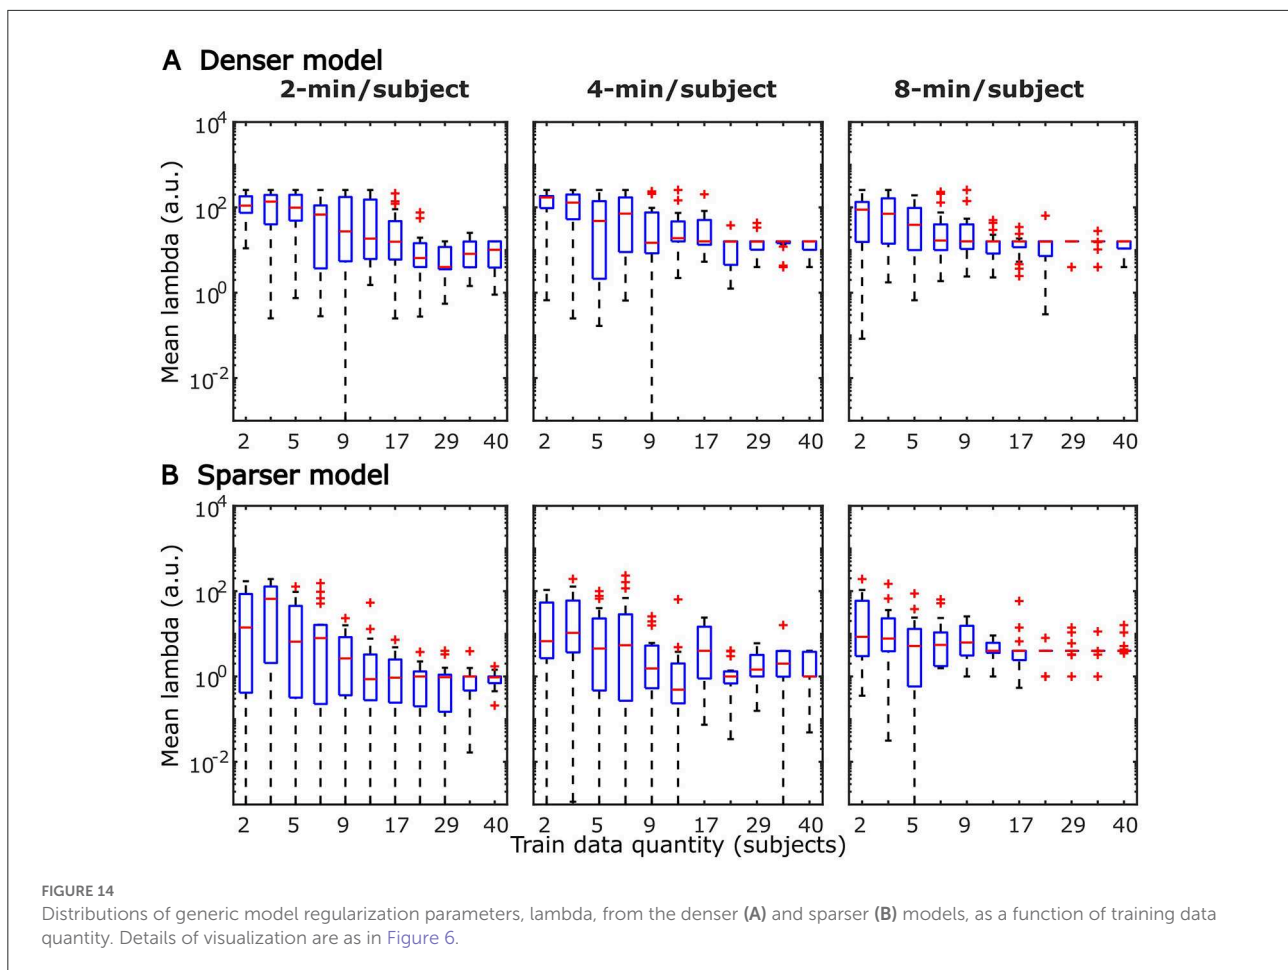 A Denser model
2-min/subject 4-min/subject 8-min/subject
Mean lambda (a.u.)
10^4
10^2
10^0
10^-2
2 5 9 17 29 40
2 5 9 17 29 40
2 5 9 17 29 40
B Sparser model
Mean lambda (a.u.)
10^4
10^2
10^0
10^-2
2 5 9 17 29 40
2 5 9 17 29 40
2 5 9 17 29 40
Train data quantity (subjects)
FIGURE 14
Distributions of generic model regularization parameters, lambda, from the denser (A) and sparser (B) models, as a function of training data
quantity. Details of visualization are as in Figure 6.